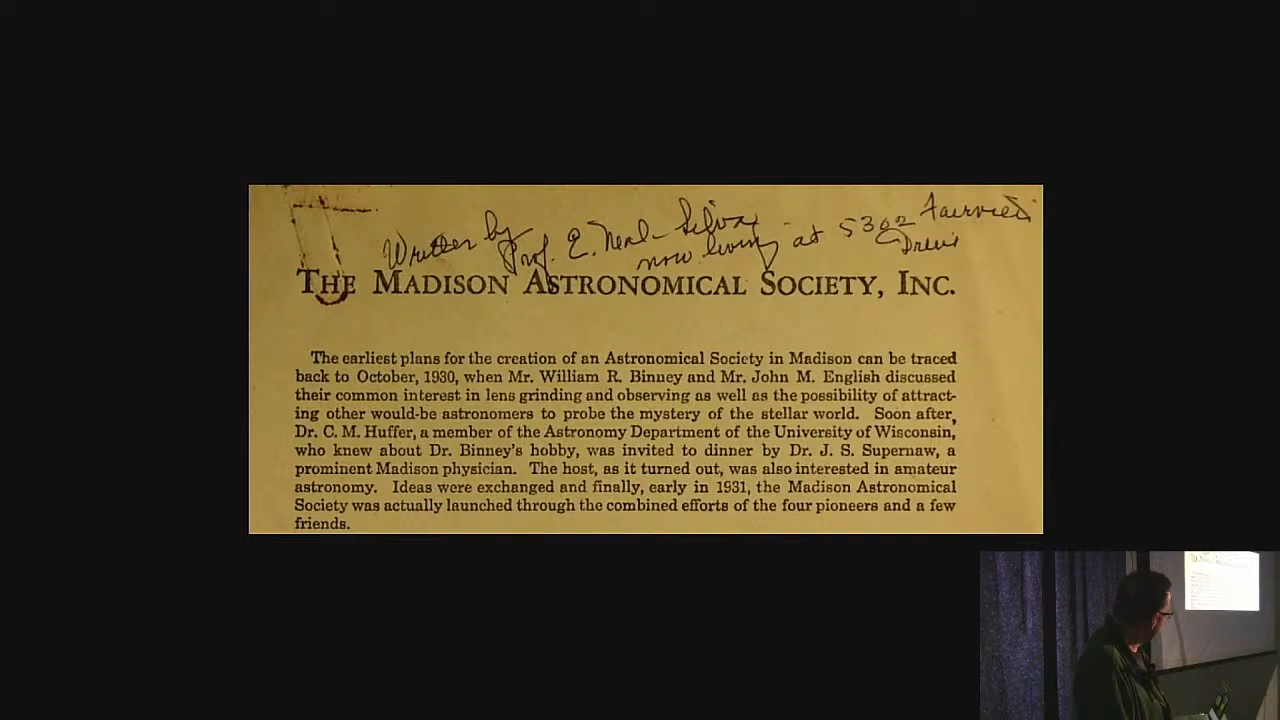 Written by
Prof. E. Neal Silva
now living at 5302 Fairview
Drive
THE MADISON ASTRONOMICAL SOCIETY, INC.
The earliest plans for the creation of an Astronomical Society in Madison can be traced
back to October, 1930, when Mr. William R. Binney and Mr. John M. English discussed
their common interest in lens grinding and observing as well as the possibility of attract-
ing other would-be astronomers to probe the mystery of the stellar world. Soon after,
Dr. C. M. Huffer, a member of the Astronomy Department of the University of Wisconsin,
who knew about Dr. Binney's hobby, was invited to dinner by Dr. J. S. Supernaw, a
prominent Madison physician. The host, as it turned out, was also interested in amateur
astronomy. Ideas were exchanged and finally, early in 1931, the Madison Astronomical
Society was actually launched through the combined efforts of the four pioneers and a few
friends.